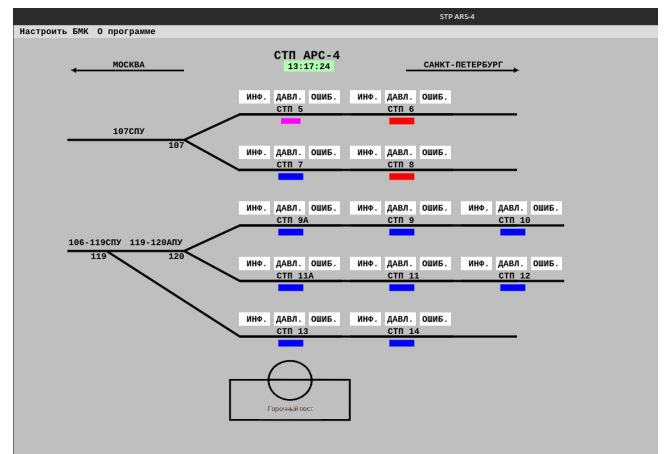 STP ARS-4
Настроить БМК О программе
СТП АРС-4
МОСКВА
13:17:24
САНКТ-ПЕТЕРБУРГ
ИНФ. ДАВЛ. ОШИБ. ИНФ. ДАВЛ. ОШИБ.
СТП 5 СТП 6
107СПУ
107
ИНФ. ДАВЛ. ОШИБ. ИНФ. ДАВЛ. ОШИБ.
СТП 7 СТП 8
ИНФ. ДАВЛ. ОШИБ. ИНФ. ДАВЛ. ОШИБ. ИНФ. ДАВЛ. ОШИБ.
СТП 9А СТП 9 СТП 10
106-119СПУ 119-120АПУ
119 120
ИНФ. ДАВЛ. ОШИБ. ИНФ. ДАВЛ. ОШИБ. ИНФ. ДАВЛ. ОШИБ.
СТП 11А СТП 11 СТП 12
ИНФ. ДАВЛ. ОШИБ. ИНФ. ДАВЛ. ОШИБ.
СТП 13 СТП 14
Горочный пост